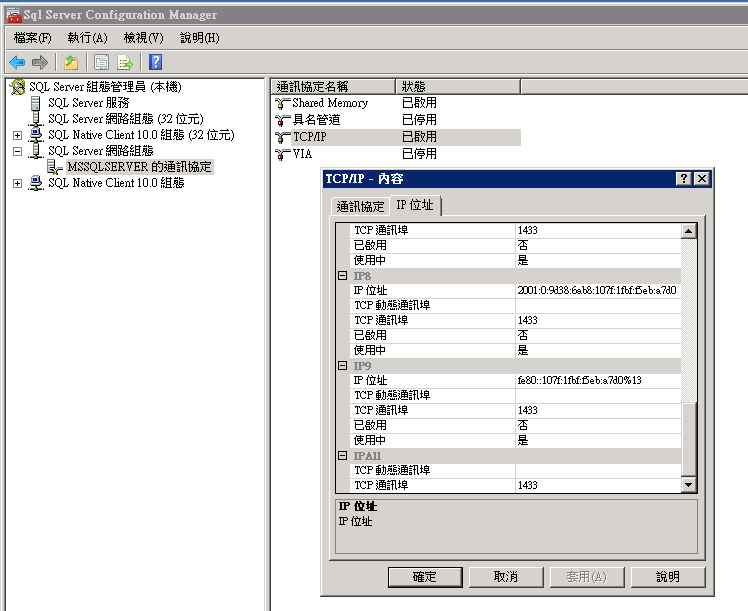 Sql Server Configuration Manager
檔案(F) 執行(A) 檢視(V) 說明(H)
SQL Server 組態管理員 (本機)
SQL Server 服務
SQL Server 網路組態 (32 位元)
SQL Native Client 10.0 組態 (32 位元)
SQL Server 網路組態
MSSQLSERVER 的通訊協定
SQL Native Client 10.0 組態
通訊協定名稱 狀態
Shared Memory 已啟用
具名管道 已停用
TCP/IP 已啟用
VIA 已停用
TCP/IP - 內容
通訊協定 IP 位址
TCP 通訊埠 1433
已啟用 否
使用中 是
IP8
IP 位址 2001:0:9d38:6ab8:107f:1fbf:f5eb:a7d0
TCP 動態通訊埠
TCP 通訊埠 1433
已啟用 否
使用中 是
IP9
IP 位址 fe80::107f:1fbf:f5eb:a7d0%13
TCP 動態通訊埠
TCP 通訊埠 1433
已啟用 否
使用中 是
IPAll
TCP 動態通訊埠
TCP 通訊埠 1433
IP 位址
IP 位址
確定 取消 套用(A) 說明